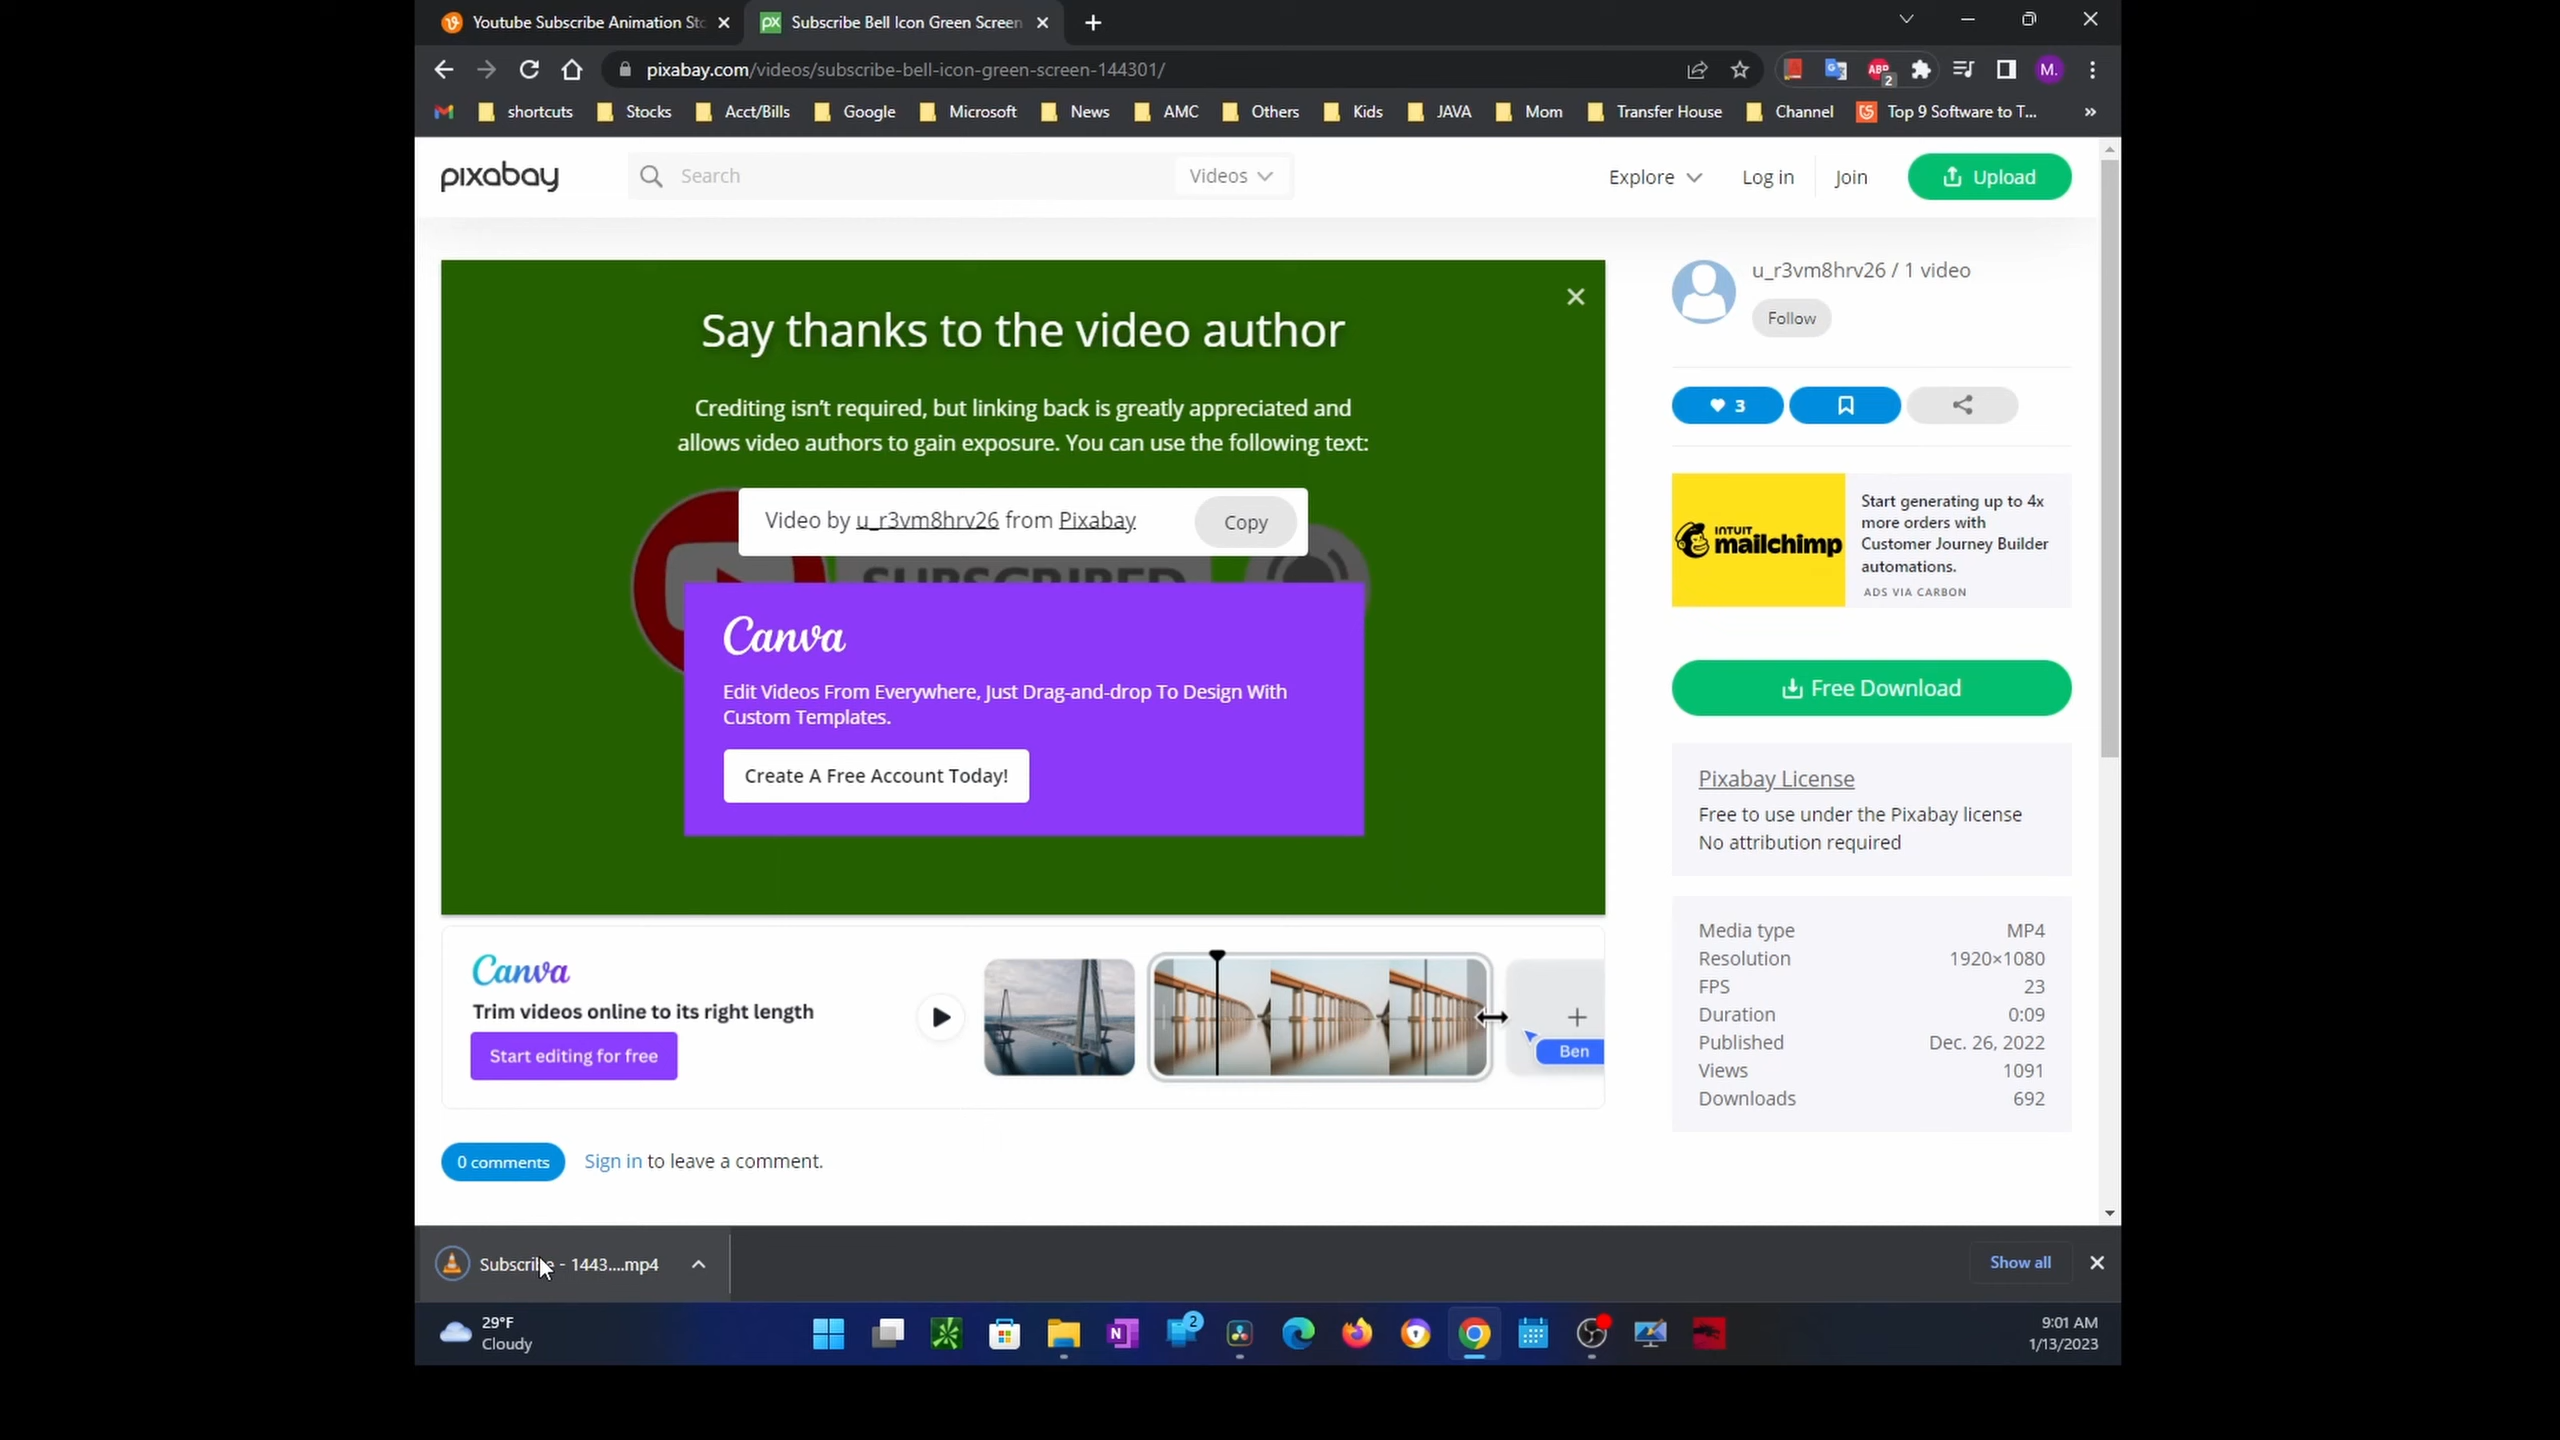 Youtube Subscribe Animation Sto
Subscribe Bell Icon Green Screen
pixabay.com/videos/subscribe-bell-icon-green-screen-144301/
ABP
2
M.
shortcuts
Stocks
Acct/Bills
Google
Microsoft
News
AMC
Others
Kids
JAVA
Mom
Transfer House
Channel
Top 9 Software to T...
»
pixabay
Search
Videos
Explore
Log in
Join
Upload
Say thanks to the video author
Crediting isn't required, but linking back is greatly appreciated and
allows video authors to gain exposure. You can use the following text:
Video by u_r3vm8hrv26 from Pixabay
Copy
SUBSCRIBED
Canva
Edit Videos From Everywhere, Just Drag-and-drop To Design With
Custom Templates.
Create A Free Account Today!
u_r3vm8hrv26 / 1 video
Follow
3
INTUIT
mailchimp
Start generating up to 4x
more orders with
Customer Journey Builder
automations.
ADS VIA CARBON
Free Download
Pixabay License
Free to use under the Pixabay license
No attribution required
Media type MP4
Resolution 1920×1080
FPS 23
Duration 0:09
Published Dec. 26, 2022
Views 1091
Downloads 692
Canva
Trim videos online to its right length
Start editing for free
Ben
0 comments
Sign in to leave a comment.
Subscribe - 1443....mp4
Show all
29°F
Cloudy
N
2
9:01 AM
1/13/2023